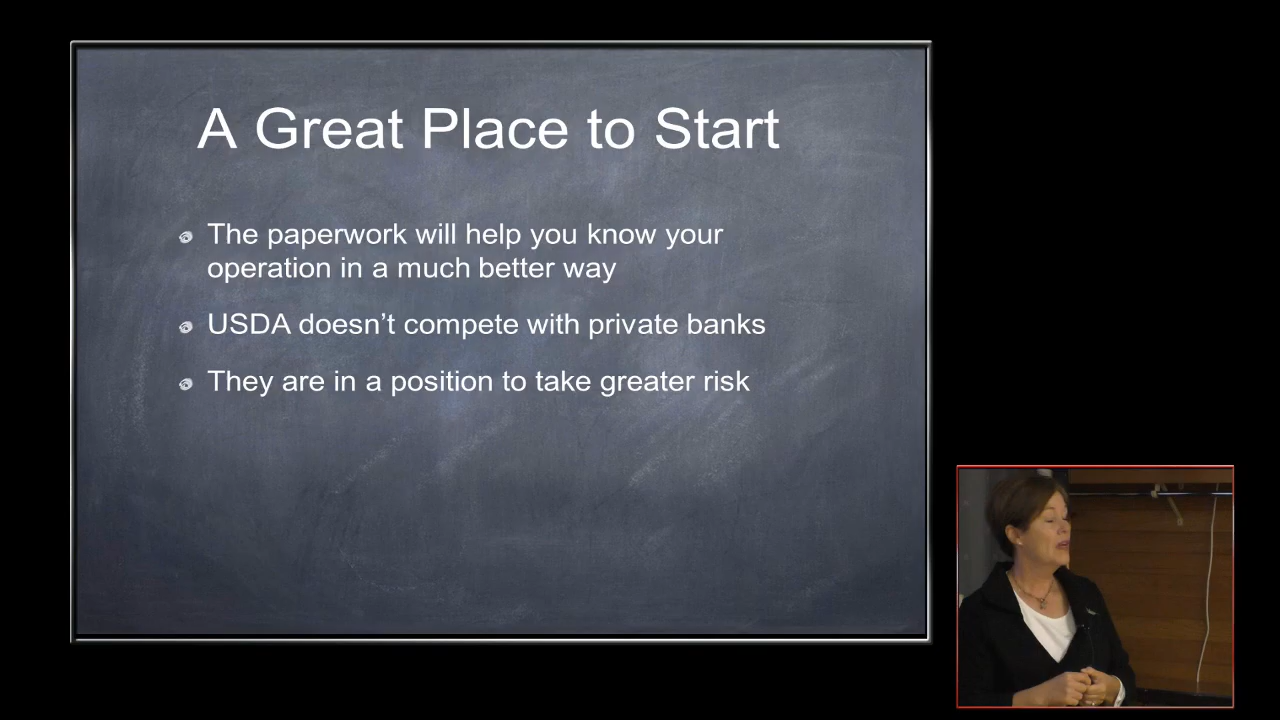 A Great Place to Start
The paperwork will help you know your
operation in a much better way
USDA doesn’t compete with private banks
They are in a position to take greater risk